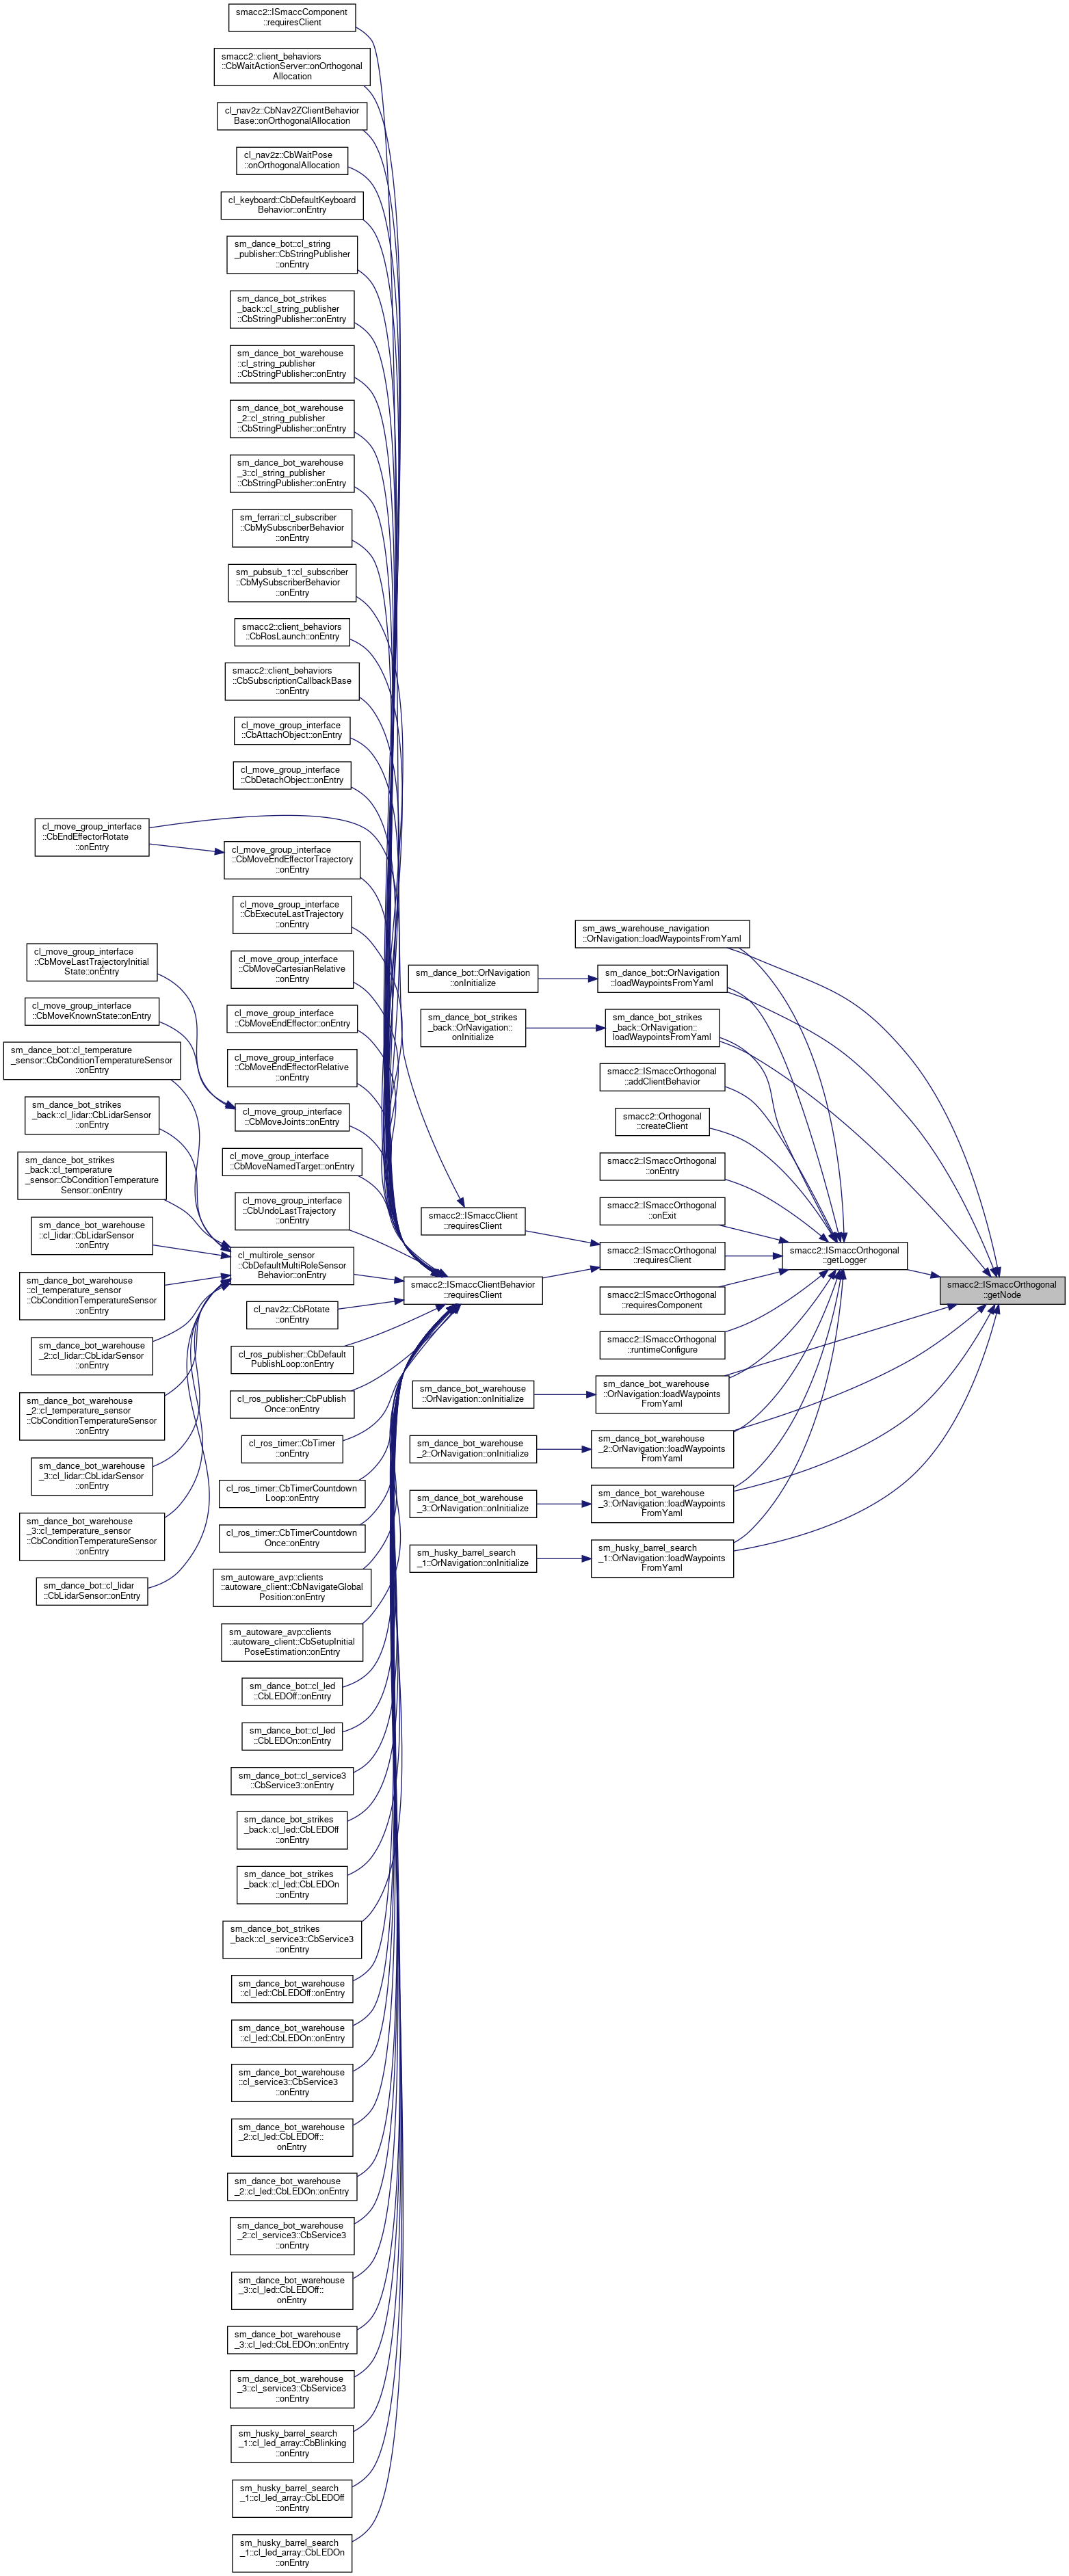 smacc2::ISmaccComponent
::requiresClient
smacc2::client_behaviors
::CbWaitActionServer::onOrthogonal
Allocation
cl_nav2z::CbNav2ZClientBehavior
Base::onOrthogonalAllocation
cl_nav2z::CbWaitPose
::onOrthogonalAllocation
cl_keyboard::CbDefaultKeyboard
Behavior::onEntry
sm_dance_bot::cl_string
_publisher::CbStringPublisher
::onEntry
sm_dance_bot_strikes
_back::cl_string_publisher
::CbStringPublisher::onEntry
sm_dance_bot_warehouse
::cl_string_publisher
::CbStringPublisher::onEntry
sm_dance_bot_warehouse
_2::cl_string_publisher
::CbStringPublisher::onEntry
sm_dance_bot_warehouse
_3::cl_string_publisher
::CbStringPublisher::onEntry
sm_ferrari::cl_subscriber
::CbMySubscriberBehavior
::onEntry
sm_pubsub_1::cl_subscriber
::CbMySubscriberBehavior
::onEntry
smacc2::client_behaviors
::CbRosLaunch::onEntry
smacc2::client_behaviors
::CbSubscriptionCallbackBase
::onEntry
cl_move_group_interface
::CbAttachObject::onEntry
cl_move_group_interface
::CbDetachObject::onEntry
cl_move_group_interface
::CbEndEffectorRotate
::onEntry
cl_move_group_interface
::CbMoveEndEffectorTrajectory
::onEntry
cl_move_group_interface
::CbExecuteLastTrajectory
::onEntry
cl_move_group_interface
::CbMoveCartesianRelative
::onEntry
cl_move_group_interface
::CbMoveEndEffector::onEntry
cl_move_group_interface
::CbMoveEndEffectorRelative
::onEntry
cl_move_group_interface
::CbMoveJoints::onEntry
cl_move_group_interface
::CbMoveLastTrajectoryInitial
State::onEntry
cl_move_group_interface
::CbMoveKnownState::onEntry
cl_move_group_interface
::CbMoveNamedTarget::onEntry
cl_move_group_interface
::CbUndoLastTrajectory
::onEntry
cl_multirole_sensor
::CbDefaultMultiRoleSensor
Behavior::onEntry
sm_dance_bot::cl_temperature
_sensor::CbConditionTemperatureSensor
::onEntry
sm_dance_bot_strikes
_back::cl_lidar::CbLidarSensor
::onEntry
sm_dance_bot_strikes
_back::cl_temperature
_sensor::CbConditionTemperature
Sensor::onEntry
sm_dance_bot_warehouse
::cl_lidar::CbLidarSensor
::onEntry
sm_dance_bot_warehouse
::cl_temperature_sensor
::CbConditionTemperatureSensor
::onEntry
sm_dance_bot_warehouse
_2::cl_lidar::CbLidarSensor
::onEntry
sm_dance_bot_warehouse
_2::cl_temperature_sensor
::CbConditionTemperatureSensor
::onEntry
sm_dance_bot_warehouse
_3::cl_lidar::CbLidarSensor
::onEntry
sm_dance_bot_warehouse
_3::cl_temperature_sensor
::CbConditionTemperatureSensor
::onEntry
sm_dance_bot::cl_lidar
::CbLidarSensor::onEntry
cl_nav2z::CbRotate
::onEntry
cl_ros_publisher::CbDefault
PublishLoop::onEntry
cl_ros_publisher::CbPublish
Once::onEntry
cl_ros_timer::CbTimer
::onEntry
cl_ros_timer::CbTimerCountdown
Loop::onEntry
cl_ros_timer::CbTimerCountdown
Once::onEntry
sm_autoware_avp::clients
::autoware_client::CbNavigateGlobal
Position::onEntry
sm_autoware_avp::clients
::autoware_client::CbSetupInitial
PoseEstimation::onEntry
sm_dance_bot::cl_led
::CbLEDOff::onEntry
sm_dance_bot::cl_led
::CbLEDOn::onEntry
sm_dance_bot::cl_service3
::CbService3::onEntry
sm_dance_bot_strikes
_back::cl_led::CbLEDOff
::onEntry
sm_dance_bot_strikes
_back::cl_led::CbLEDOn
::onEntry
sm_dance_bot_strikes
_back::cl_service3::CbService3
::onEntry
sm_dance_bot_warehouse
::cl_led::CbLEDOff::onEntry
sm_dance_bot_warehouse
::cl_led::CbLEDOn::onEntry
sm_dance_bot_warehouse
::cl_service3::CbService3
::onEntry
sm_dance_bot_warehouse
_2::cl_led::CbLEDOff::
onEntry
sm_dance_bot_warehouse
_2::cl_led::CbLEDOn::onEntry
sm_dance_bot_warehouse
_2::cl_service3::CbService3
::onEntry
sm_dance_bot_warehouse
_3::cl_led::CbLEDOff::
onEntry
sm_dance_bot_warehouse
_3::cl_led::CbLEDOn::onEntry
sm_dance_bot_warehouse
_3::cl_service3::CbService3
::onEntry
sm_husky_barrel_search
_1::cl_led_array::CbBlinking
::onEntry
sm_husky_barrel_search
_1::cl_led_array::CbLEDOff
::onEntry
sm_husky_barrel_search
_1::cl_led_array::CbLEDOn
::onEntry
sm_dance_bot::OrNavigation
::onInitialize
sm_dance_bot_strikes
_back::OrNavigation::
onInitialize
smacc2::ISmaccClient
::requiresClient
smacc2::ISmaccClientBehavior
::requiresClient
sm_dance_bot_warehouse
::OrNavigation::onInitialize
sm_dance_bot_warehouse
_2::OrNavigation::onInitialize
sm_dance_bot_warehouse
_3::OrNavigation::onInitialize
sm_husky_barrel_search
_1::OrNavigation::onInitialize
sm_aws_warehouse_navigation
::OrNavigation::loadWaypointsFromYaml
sm_dance_bot::OrNavigation
::loadWaypointsFromYaml
sm_dance_bot_strikes
_back::OrNavigation::
loadWaypointsFromYaml
smacc2::ISmaccOrthogonal
::addClientBehavior
smacc2::Orthogonal
::createClient
smacc2::ISmaccOrthogonal
::onEntry
smacc2::ISmaccOrthogonal
::onExit
smacc2::ISmaccOrthogonal
::requiresClient
smacc2::ISmaccOrthogonal
::requiresComponent
smacc2::ISmaccOrthogonal
::runtimeConfigure
sm_dance_bot_warehouse
::OrNavigation::loadWaypoints
FromYaml
sm_dance_bot_warehouse
_2::OrNavigation::loadWaypoints
FromYaml
sm_dance_bot_warehouse
_3::OrNavigation::loadWaypoints
FromYaml
sm_husky_barrel_search
_1::OrNavigation::loadWaypoints
FromYaml
smacc2::ISmaccOrthogonal
::getLogger
smacc2::ISmaccOrthogonal
::getNode